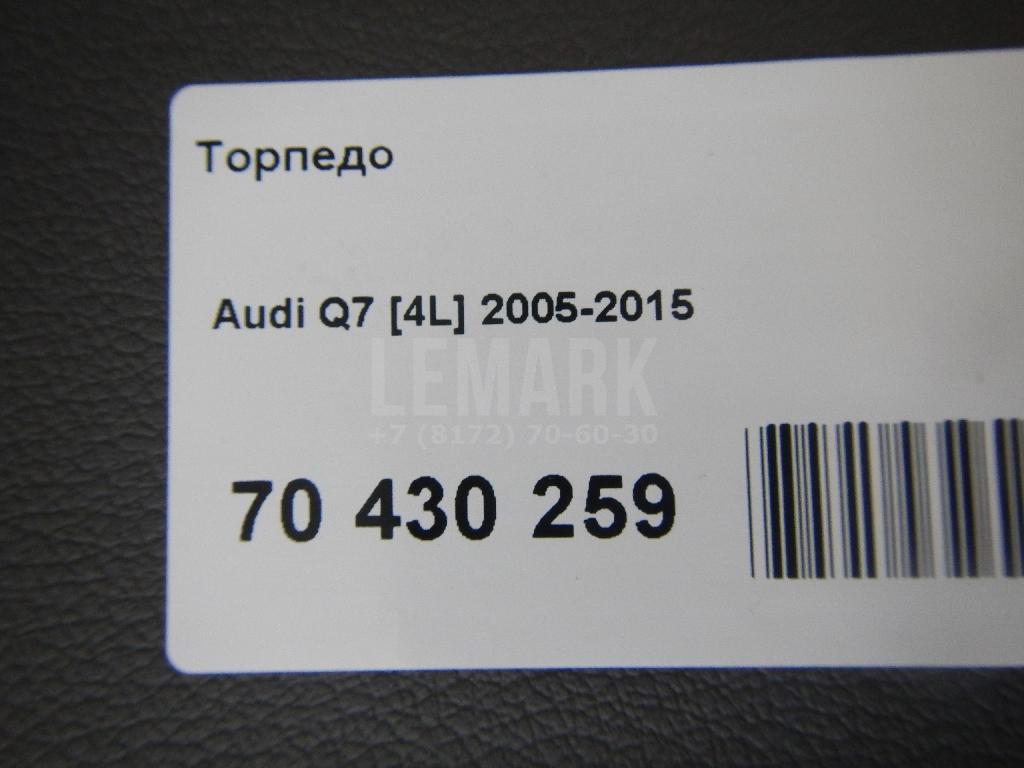 Торпедо
Audi Q7 [4L] 2005-2015
LEMARK
+7 (8172) 70-60-30
70 430 259